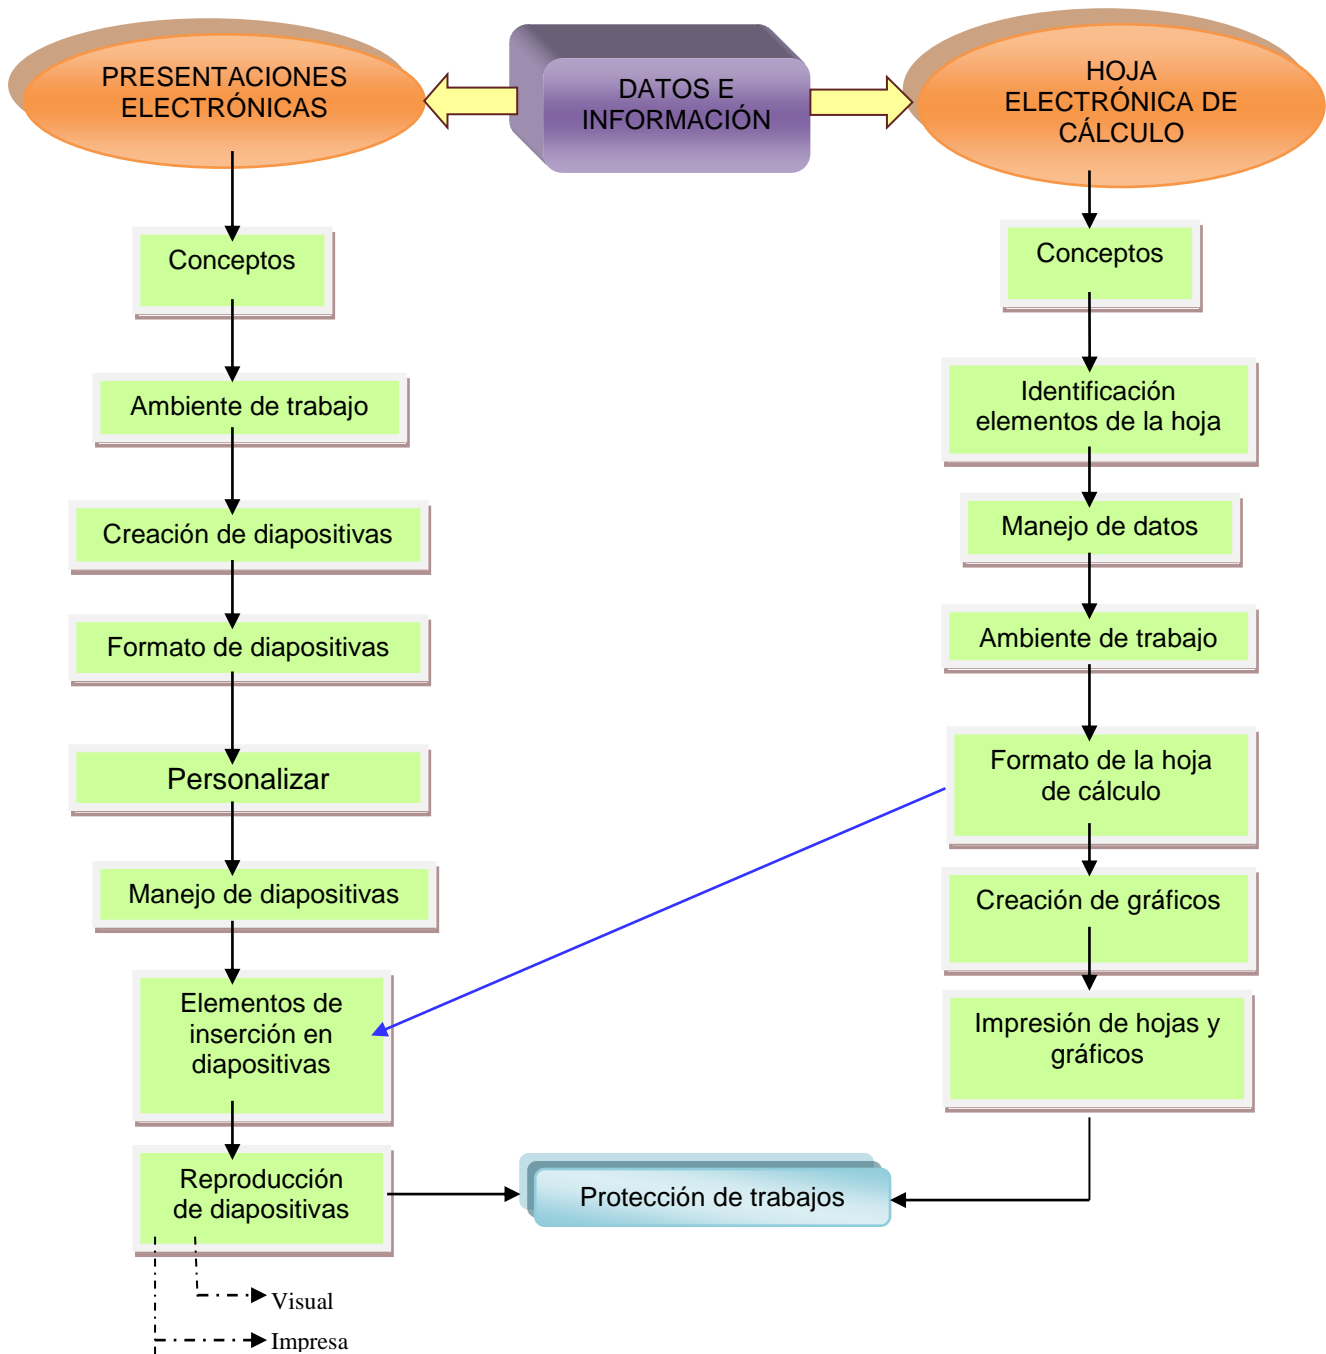 PRESENTACIONES
ELECTRÓNICAS
DATOS E
INFORMACIÓN
HOJA
ELECTRÓNICA DE
CÁLCULO
Conceptos
Ambiente de trabajo
Creación de diapositivas
Formato de diapositivas
Personalizar
Manejo de diapositivas
Elementos de
inserción en
diapositivas
Reproducción
de diapositivas
Visual
Impresa
Conceptos
Identificación
elementos de la hoja
Manejo de datos
Ambiente de trabajo
Formato de la hoja
de cálculo
Creación de gráficos
Impresión de hojas y
gráficos
Protección de trabajos